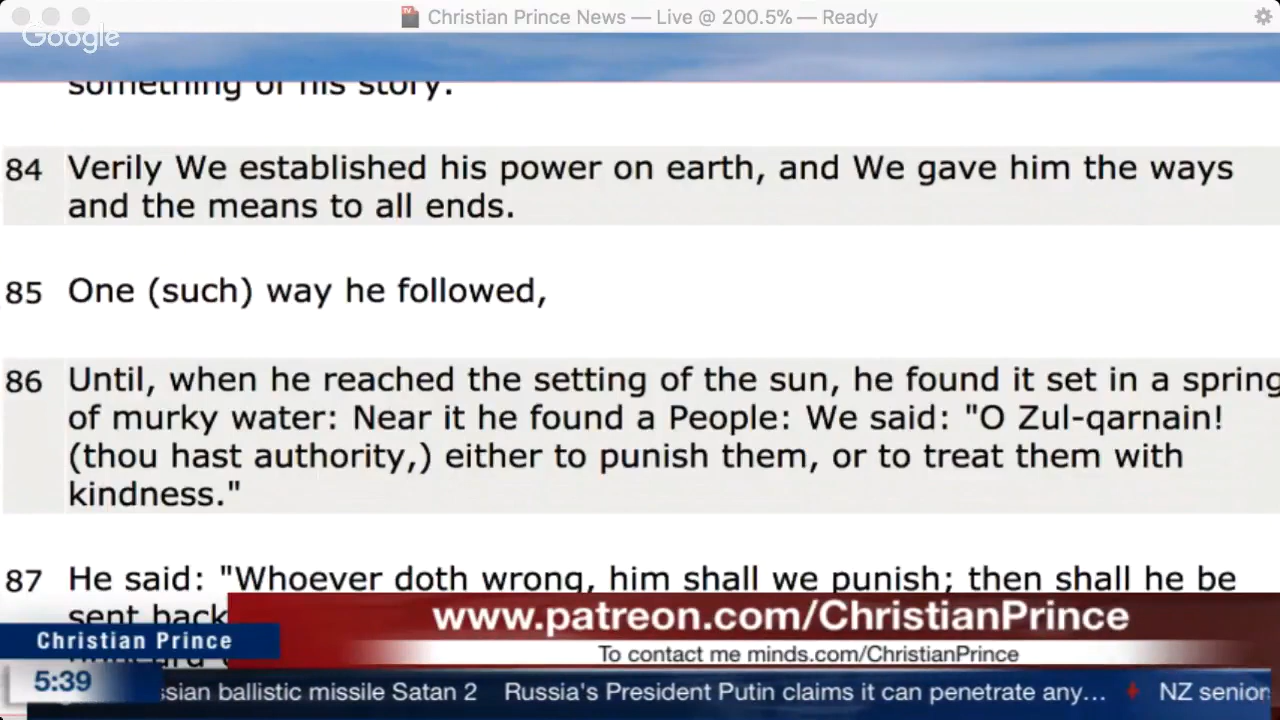 Christian Prince News — Live @ 200.5% — Ready
Google
something of his story.
84 Verily We established his power on earth, and We gave him the ways
and the means to all ends.
85 One (such) way he followed,
86 Until, when he reached the setting of the sun, he found it set in a spring
of murky water: Near it he found a People: We said: "O Zul-qarnain!
(thou hast authority,) either to punish them, or to treat them with
kindness."
87 He said: "Whoever doth wrong, him shall we punish; then shall he be
sent back
www.patreon.com/ChristianPrince
Christian Prince
To contact me minds.com/ChristianPrince
5:39
ssian ballistic missile Satan 2 Russia's President Putin claims it can penetrate any... NZ senior